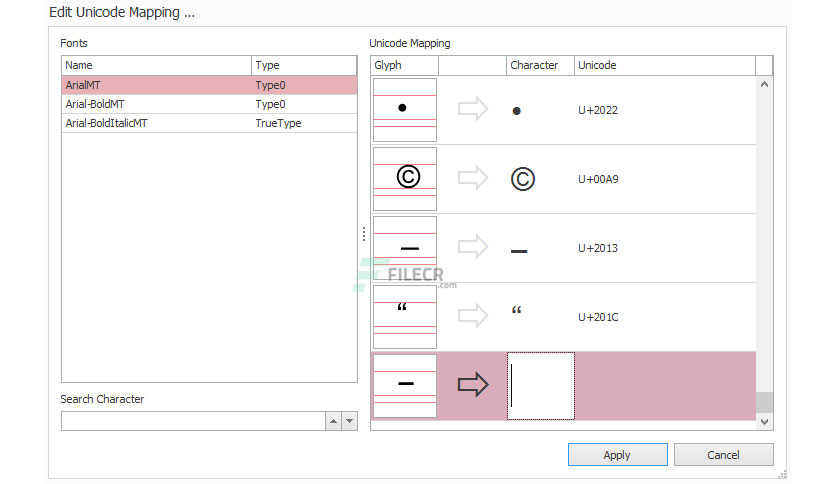 Edit Unicode Mapping ...
Fonts
Name Type
ArialMT Type0
Arial-BoldMT Type0
Arial-BoldItalicMT TrueType
Search Character
Unicode Mapping
Glyph Character Unicode
• • U+2022
© © U+00A9
– – U+2013
“ “ U+201C
–
FILECR
.com
Apply Cancel